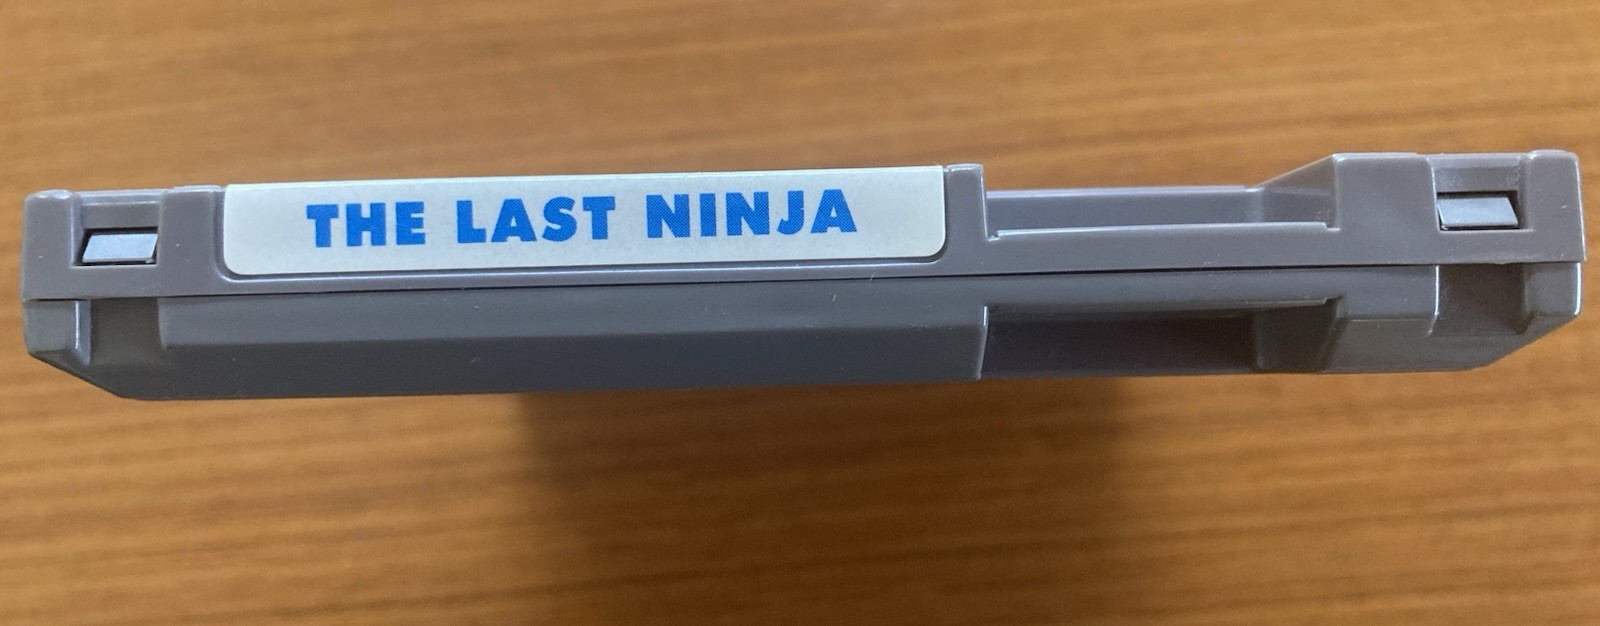 THE LAST NINJA